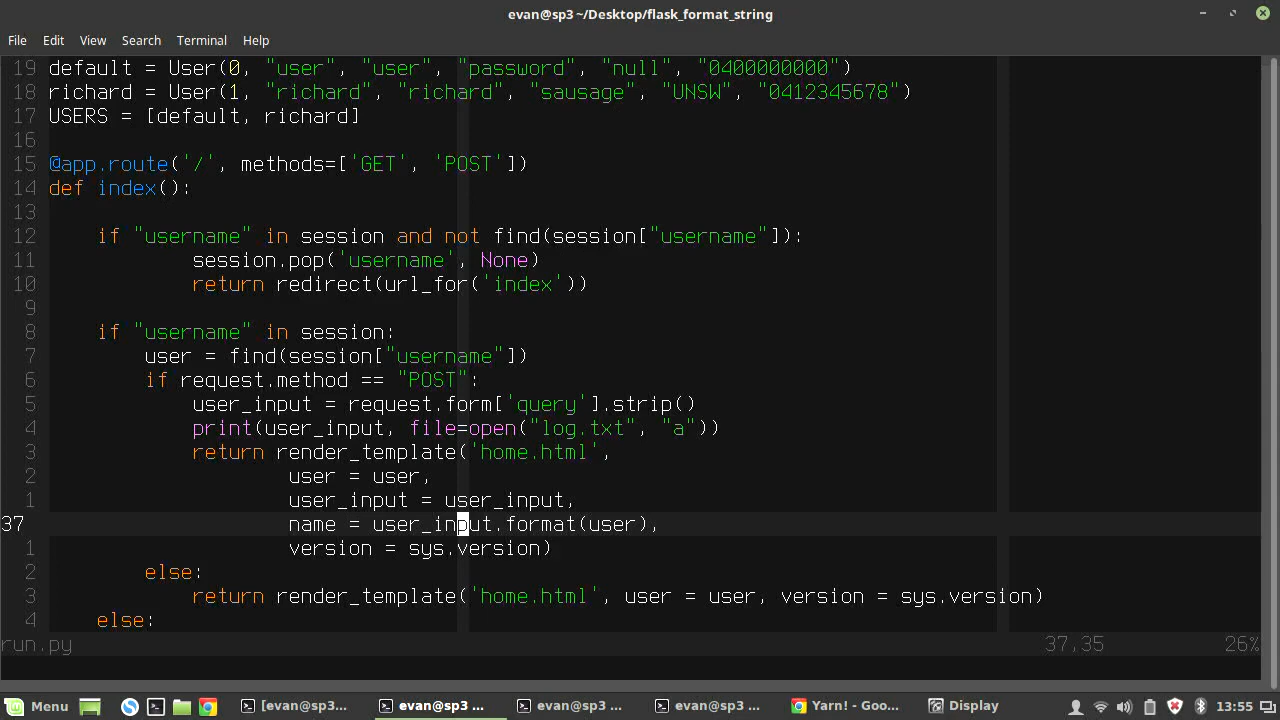 evan@sp3 ~/Desktop/flask_format_string
File Edit View Search Terminal Help
19 default = User(0, "user", "user", "password", "null", "0400000000")
18 richard = User(1, "richard", "richard", "sausage", "UNSW", "0412345678")
17 USERS = [default, richard]
16
15 @app.route('/', methods=['GET', 'POST'])
14 def index():
13
12 if "username" in session and not find(session["username"]):
11 session.pop('username', None)
10 return redirect(url_for('index'))
9
8 if "username" in session:
7 user = find(session["username"])
6 if request.method == "POST":
5 user_input = request.form['query'].strip()
4 print(user_input, file=open("log.txt", "a"))
3 return render_template('home.html',
2 user = user,
1 user_input = user_input,
37 name = user_input.format(user),
1 version = sys.version)
2 else:
3 return render_template('home.html', user = user, version = sys.version)
4 else:
run.py 37,35 26%
Menu [evan@sp3... evan@sp3 ... evan@sp3 ... evan@sp3 ... Yarn! - Goo... Display 13:55